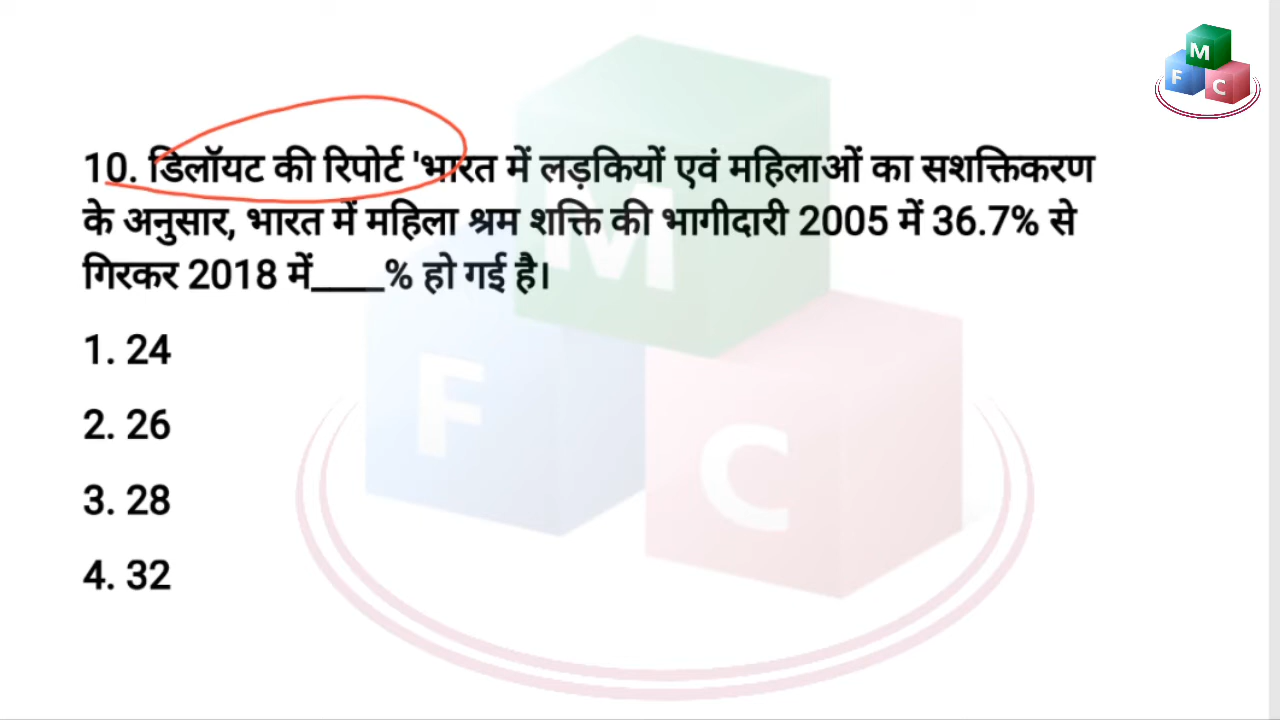 10. डिलॉयट की रिपोर्ट 'भारत में लड़कियों एवं महिलाओं का सशक्तिकरण
के अनुसार, भारत में महिला श्रम शक्ति की भागीदारी 2005 में 36.7% से
गिरकर 2018 में____% हो गई है।
1. 24
2. 26
3. 28
4. 32
M
F
C
M
F
C